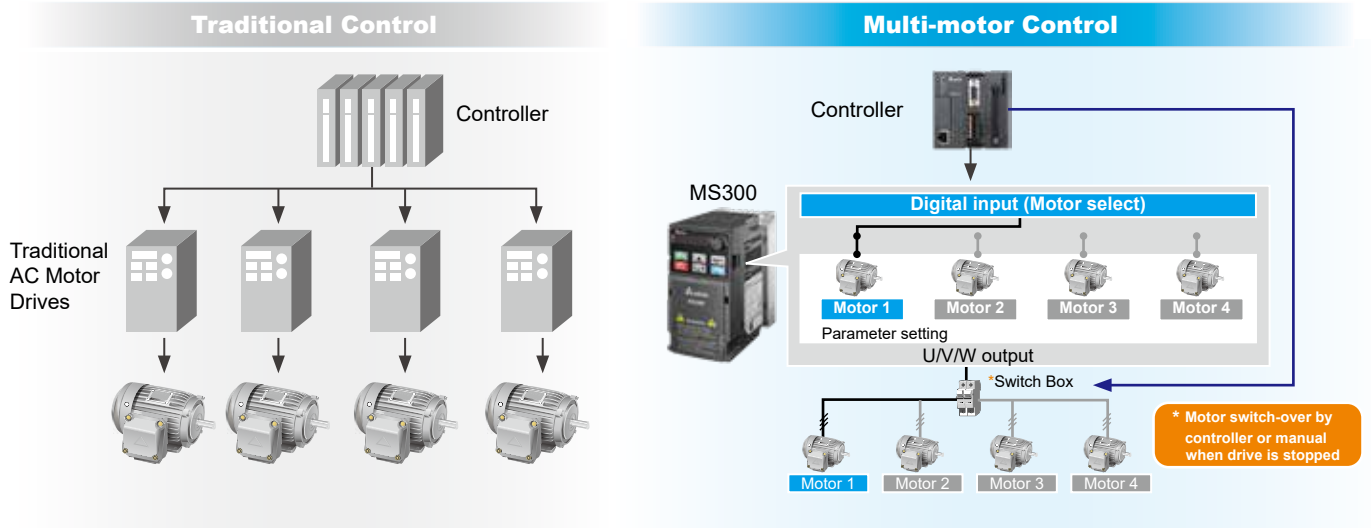 Traditional Control
Controller
Traditional
AC Motor
Drives
Multi-motor Control
Controller
MS300
Digital input (Motor select)
Motor 1
Motor 2
Motor 3
Motor 4
Parameter setting
U/V/W output
*Switch Box
* Motor switch-over by
controller or manual
when drive is stopped
Motor 1
Motor 2
Motor 3
Motor 4